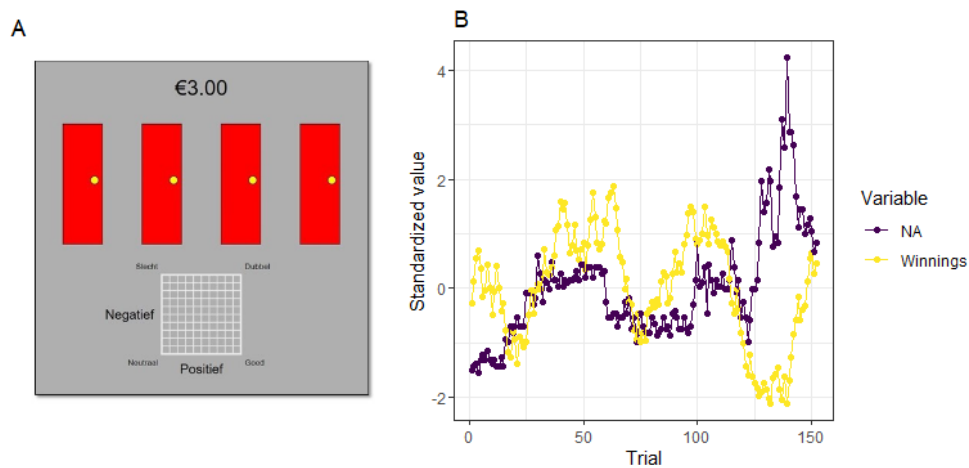 A
€3.00
Slecht Dubbel
Negatief
Neutraal Good
Positief
B
Standardized value
4
2
0
-2
0 50 100 150
Trial
Variable
NA
Winnings